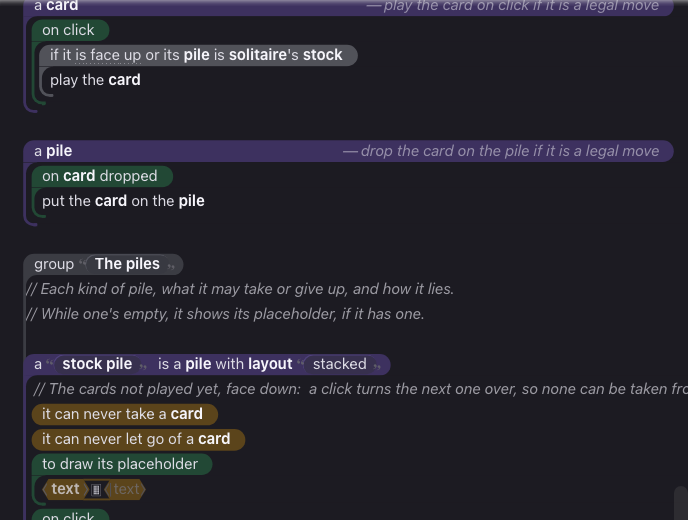 a card — play the card on click if it is a legal move
on click
if it is face up or its pile is solitaire's stock
play the card
a pile — drop the card on the pile if it is a legal move
on card dropped
put the card on the pile
group “ The piles ”
// Each kind of pile, what it may take or give up, and how it lies.
// While one's empty, it shows its placeholder, if it has one.
a “ stock pile ” is a pile with layout “ stacked ”
// The cards not played yet, face down: a click turns the next one over, so none can be taken fro
it can never take a card
it can never let go of a card
to draw its placeholder
text text
on click